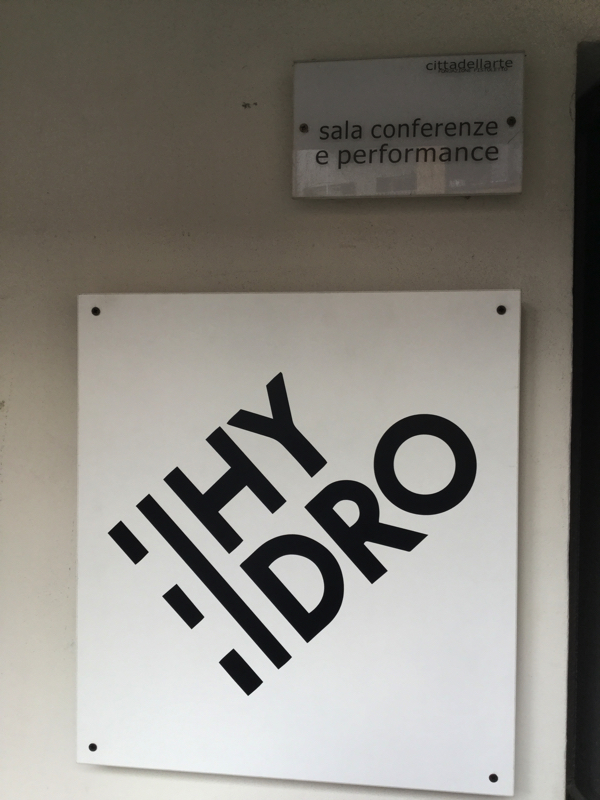 cittadellarte
sala conferenze
e performance
HY
DRO